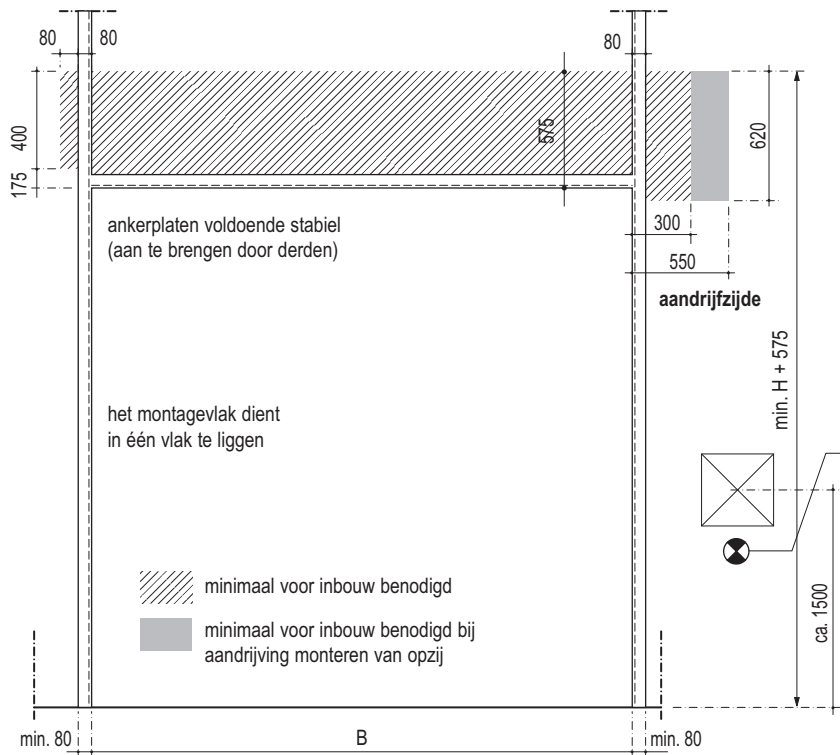 80
80
80
400
175
575
620
300
550
aandrijfzijde
ankerplaten voldoende stabiel
(aan te brengen door derden)
min. H + 575
het montagevlak dient
in één vlak te liggen
ca. 1500
minimaal voor inbouw benodigd
minimaal voor inbouw benodigd bij
aandrijving monteren van opzij
min. 80
B
min. 80